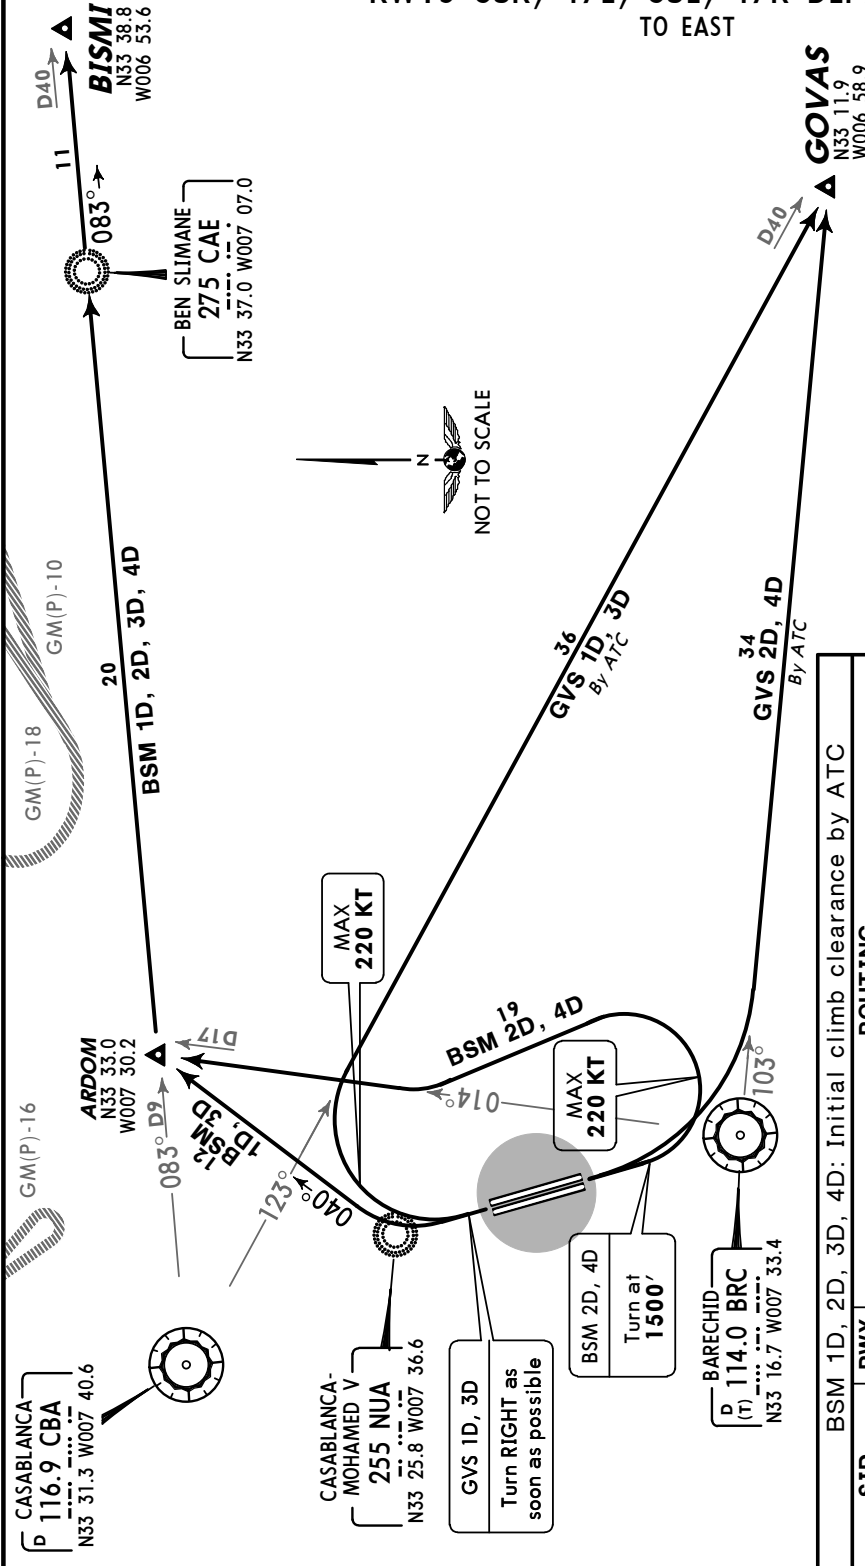 TO EAST
BISMI
N33 38.8
W006 53.6
D40
11
083°
BEN SLIMANE
275 CAE
N33 37.0 W007 07.0
GOVAS
N33 11.9
W006 58.9
D40
N
NOT TO SCALE
GM(P)-10
GM(P)-18
GM(P)-16
20
BSM 1D, 2D, 3D, 4D
36
GVS 1D, 3D
By ATC
34
GVS 2D, 4D
By ATC
ARDOM
N33 33.0
W007 30.2
D17
D9
083°
12
BSM
1D, 3D
040°
123°
MAX
220 KT
19
BSM 2D, 4D
014°
MAX
220 KT
103°
CASABLANCA
D 116.9 CBA
N33 31.3 W007 40.6
CASABLANCA-
MOHAMED V
255 NUA
N33 25.8 W007 36.6
GVS 1D, 3D
Turn RIGHT as
soon as possible
BSM 2D, 4D
Turn at
1500'
BARECHID
D
(T) 114.0 BRC
N33 16.7 W007 33.4
BSM 1D, 2D, 3D, 4D: Initial climb clearance by ATC
SID
RWY
ROUTING